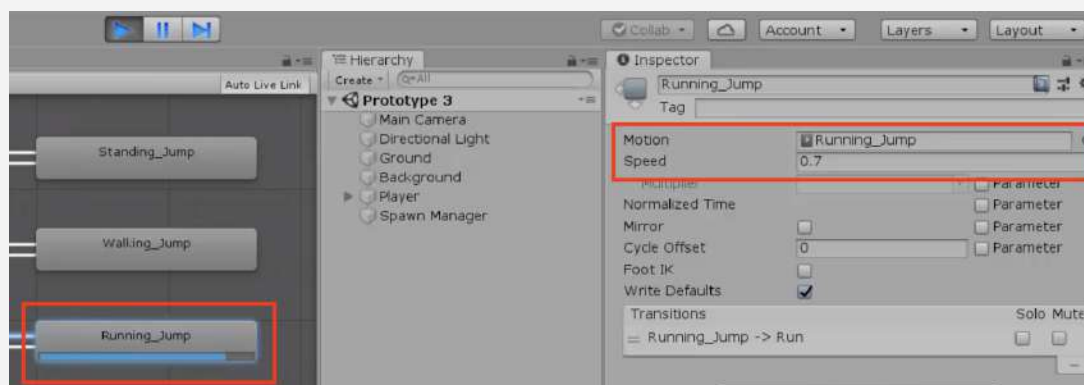 Collab
Account
Layers
Layout
Auto Live Link
Standing_Jump
Walking_Jump
Running_Jump
Hierarchy
Create
All
Prototype 3
Main Camera
Directional Light
Ground
Background
Player
Spawn Manager
Inspector
Running_Jump
Tag
Motion Running_Jump
Speed 0.7
Multiplier Parameter
Normalized Time Parameter
Mirror Parameter
Cycle Offset 0 Parameter
Foot IK
Write Defaults
Transitions Solo Mute
Running_Jump -> Run